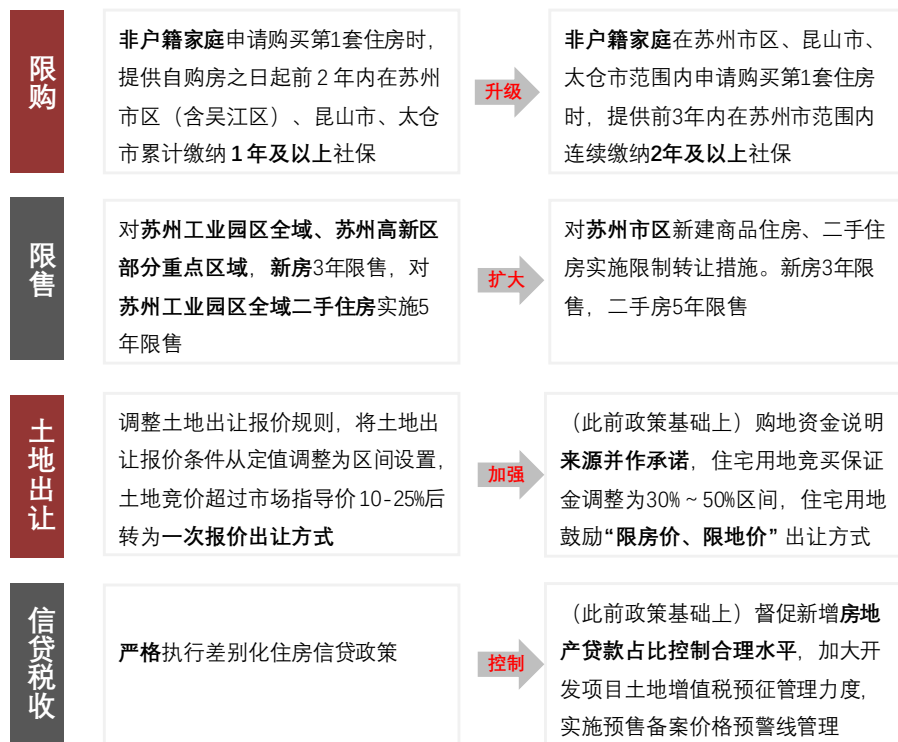 限购
非户籍家庭申请购买第1套住房时，
提供自购房之日起前 2 年内在苏州
市区（含吴江区）、昆山市、太仓
市累计缴纳 1 年及以上社保
升级
非户籍家庭在苏州市区、昆山市、
太仓市范围内申请购买第1套住房
时，提供前3年内在苏州市范围内
连续缴纳2年及以上社保
限售
对苏州工业园区全域、苏州高新区
部分重点区域，新房3年限售，对
苏州工业园区全域二手住房实施5
年限售
扩大
对苏州市区新建商品住房、二手住
房实施限制转让措施。新房3年限
售，二手房5年限售
土地出让
调整土地出让报价规则，将土地出
让报价条件从定值调整为区间设置，
土地竞价超过市场指导价 10-25%后
转为一次报价出让方式
加强
（此前政策基础上）购地资金说明
来源并作承诺，住宅用地竞买保证
金调整为30%～50%区间，住宅用地
鼓励“限房价、限地价” 出让方式
信贷税收
严格执行差别化住房信贷政策
控制
（此前政策基础上）督促新增房地
产贷款占比控制合理水平，加大开
发项目土地增值税预征管理力度，
实施预售备案价格预警线管理